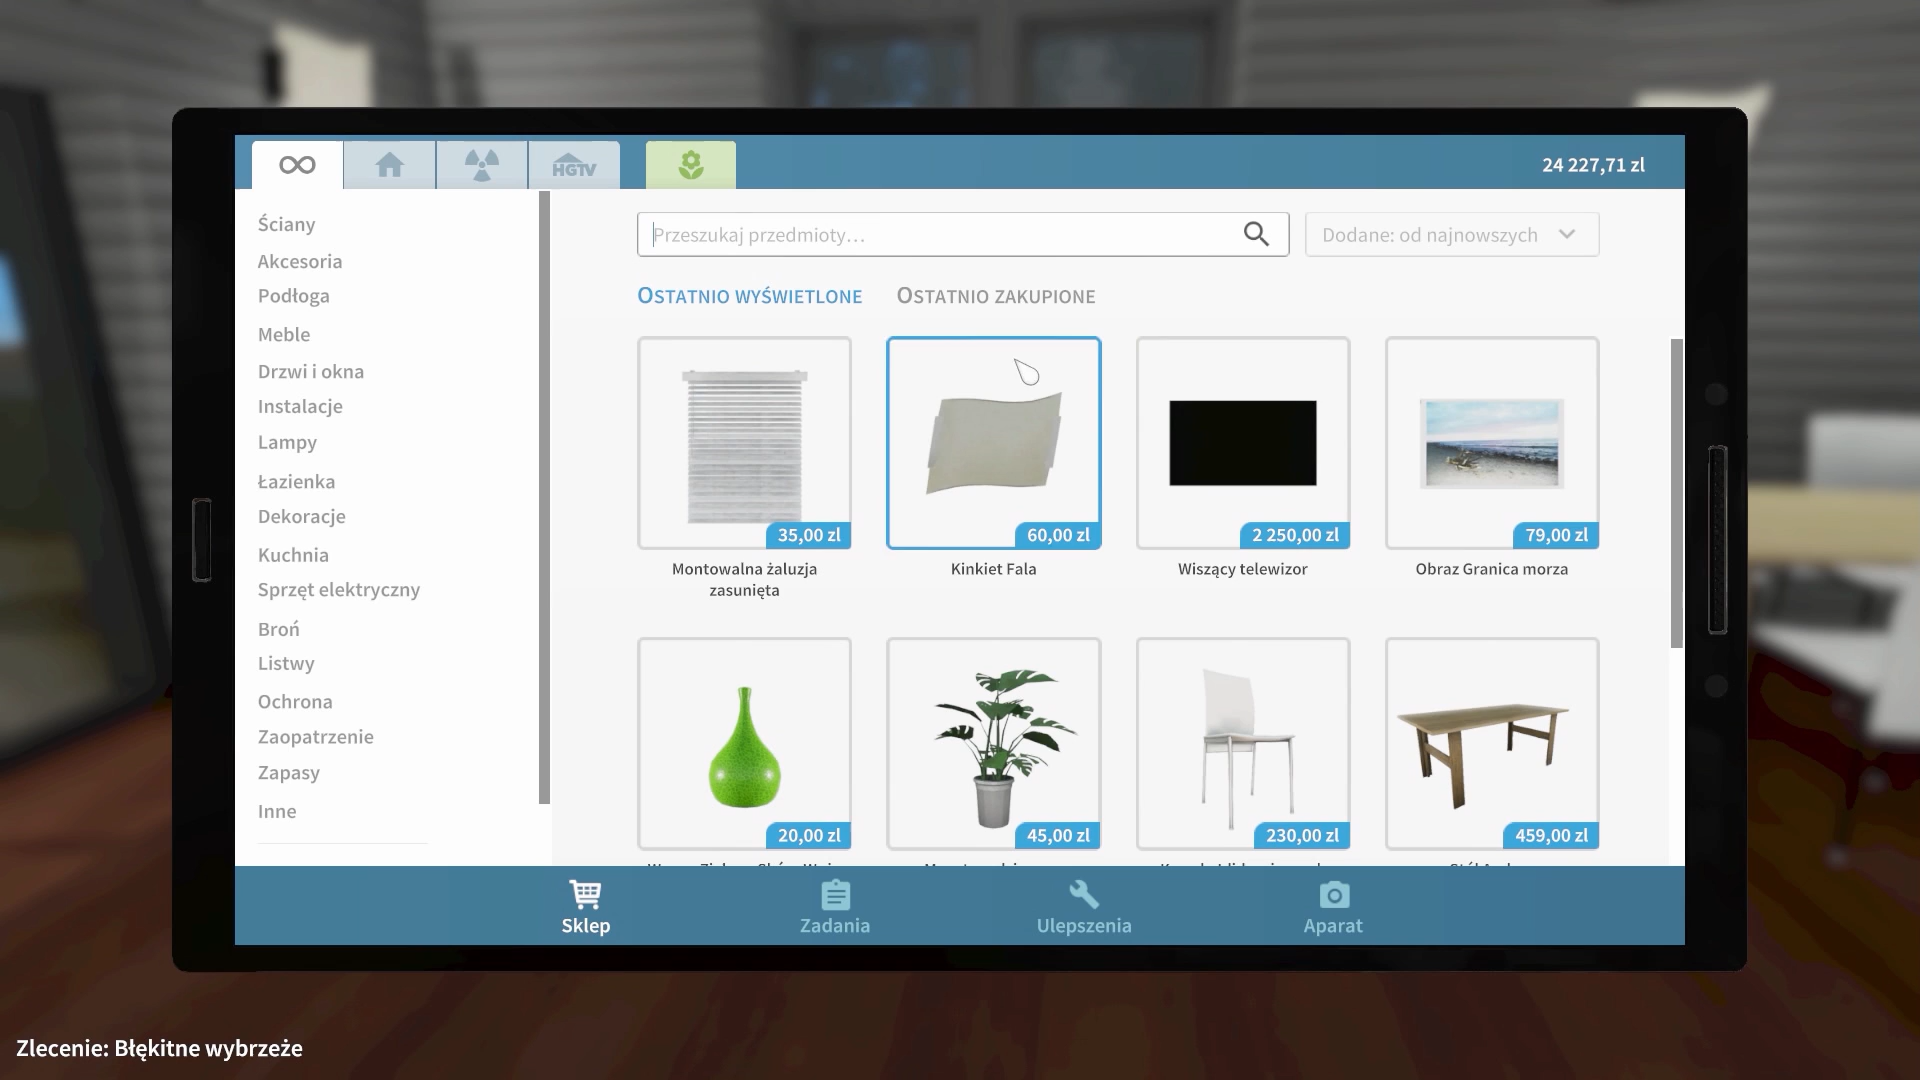 HGTV
24 227,71 zl
Ściany
Akcesoria
Podłoga
Meble
Drzwi i okna
Instalacje
Lampy
Łazienka
Dekoracje
Kuchnia
Sprzęt elektryczny
Broń
Listwy
Ochrona
Zaopatrzenie
Zapasy
Inne
Przeszukaj przedmioty...
Dodane: od najnowszych
OSTATNIO WYŚWIETLONE
OSTATNIO ZAKUPIONE
35,00 zl
60,00 zl
2 250,00 zl
79,00 zl
Montowalna żaluzja
zasunięta
Kinkiet Fala
Wiszący telewizor
Obraz Granica morza
20,00 zl
45,00 zl
230,00 zl
459,00 zl
Sklep
Zadania
Ulepszenia
Aparat
Zlecenie: Błękitne wybrzeże